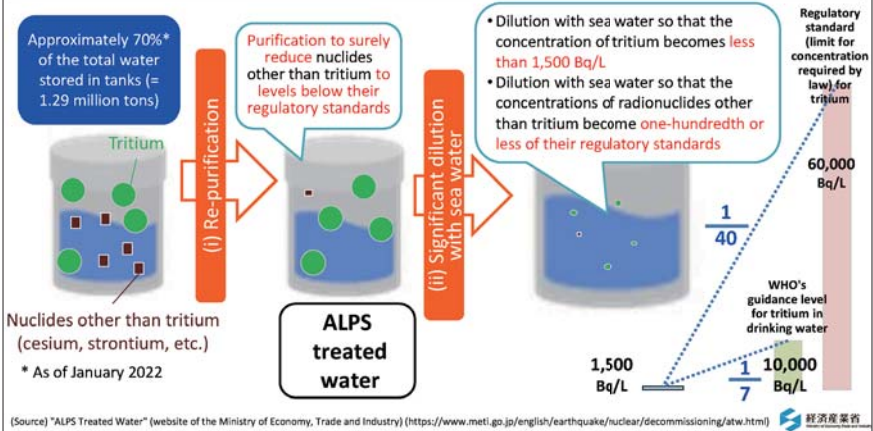 Approximately 70%*
of the total water
stored in tanks (=
1.29 million tons)
Tritium
Nuclides other than tritium
(cesium, strontium, etc.)
* As of January 2022
(i) Re-purification
Purification to surely
reduce nuclides
other than tritium to
levels below their
regulatory standards
ALPS
treated
water
(ii) Significant dilution
with sea water
• Dilution with sea water so that the
concentration of tritium becomes less
than 1,500 Bq/L
• Dilution with sea water so that the
concentrations of radionuclides other
than tritium become one-hundredth or
less of their regulatory standards
Regulatory
standard
(limit for
concentration
required by
law) for
tritium
60,000
Bq/L
1
40
WHO's
guidance level
for tritium in
drinking water
1,500
Bq/L
1
7
10,000
Bq/L
(Source) "ALPS Treated Water" (website of the Ministry of Economy, Trade and Industry) (https://www.meti.go.jp/english/earthquake/nuclear/decommissioning/atw.html)
経済産業省
Ministry of Economy, Trade and Industry